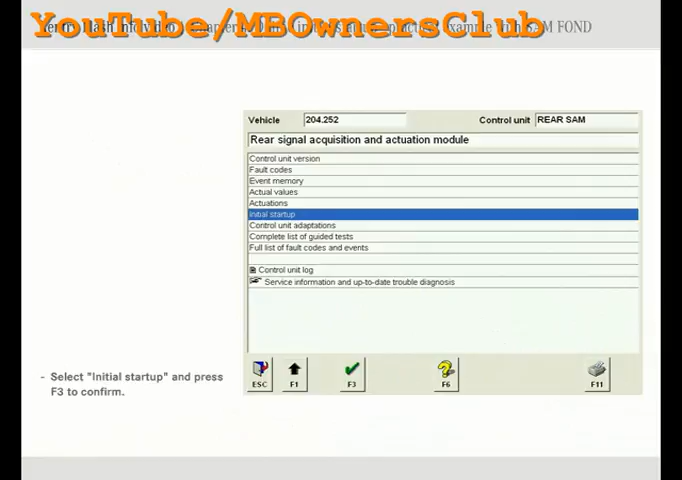 YouTube/MBOwnersClub
SAM FOND
Vehicle 204.252 Control unit REAR SAM
Rear signal acquisition and actuation module
Control unit version
Fault codes
Event memory
Actual values
Actuations
Initial startup
Control unit adaptations
Complete list of guided tests
Full list of fault codes and events
Control unit log
Service information and up-to-date trouble diagnosis
- Select "Initial startup" and press
F3 to confirm.
ESC F1 F3 F6 F11